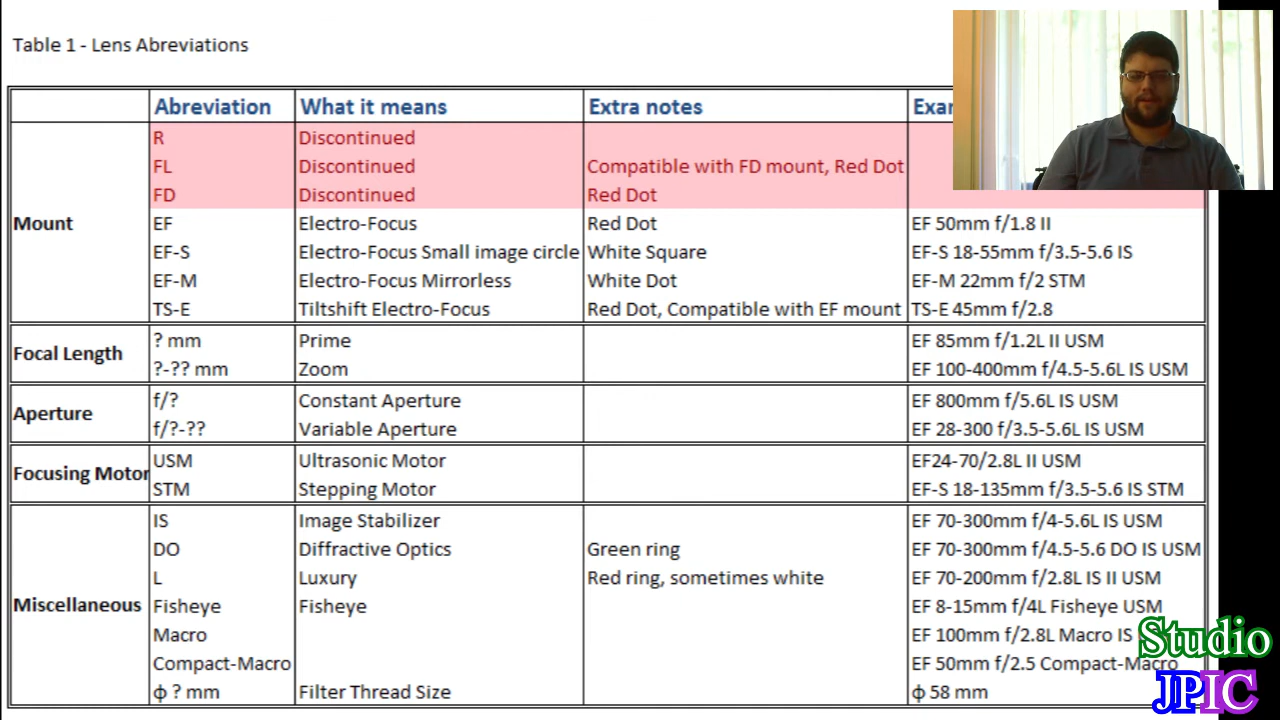 Table 1 - Lens Abreviations
Abreviation What it means Extra notes
Mount
R Discontinued
FL Discontinued Compatible with FD mount, Red Dot
FD Discontinued Red Dot
EF Electro-Focus Red Dot EF 50mm f/1.8 II
EF-S Electro-Focus Small image circle White Square EF-S 18-55mm f/3.5-5.6 IS
EF-M Electro-Focus Mirrorless White Dot EF-M 22mm f/2 STM
TS-E Tiltshift Electro-Focus Red Dot, Compatible with EF mount TS-E 45mm f/2.8
Focal Length
? mm Prime EF 85mm f/1.2L II USM
?-?? mm Zoom EF 100-400mm f/4.5-5.6L IS USM
Aperture
f/? Constant Aperture EF 800mm f/5.6L IS USM
f/?-?? Variable Aperture EF 28-300 f/3.5-5.6L IS USM
Focusing Motor
USM Ultrasonic Motor EF24-70/2.8L II USM
STM Stepping Motor EF-S 18-135mm f/3.5-5.6 IS STM
Miscellaneous
IS Image Stabilizer EF 70-300mm f/4-5.6L IS USM
DO Diffractive Optics Green ring EF 70-300mm f/4.5-5.6 DO IS USM
L Luxury Red ring, sometimes white EF 70-200mm f/2.8L IS II USM
Fisheye Fisheye EF 8-15mm f/4L Fisheye USM
Macro EF 100mm f/2.8L Macro IS
Compact-Macro EF 50mm f/2.5 Compact-Macro
ϕ ? mm Filter Thread Size ϕ 58 mm
Studio
JPIC